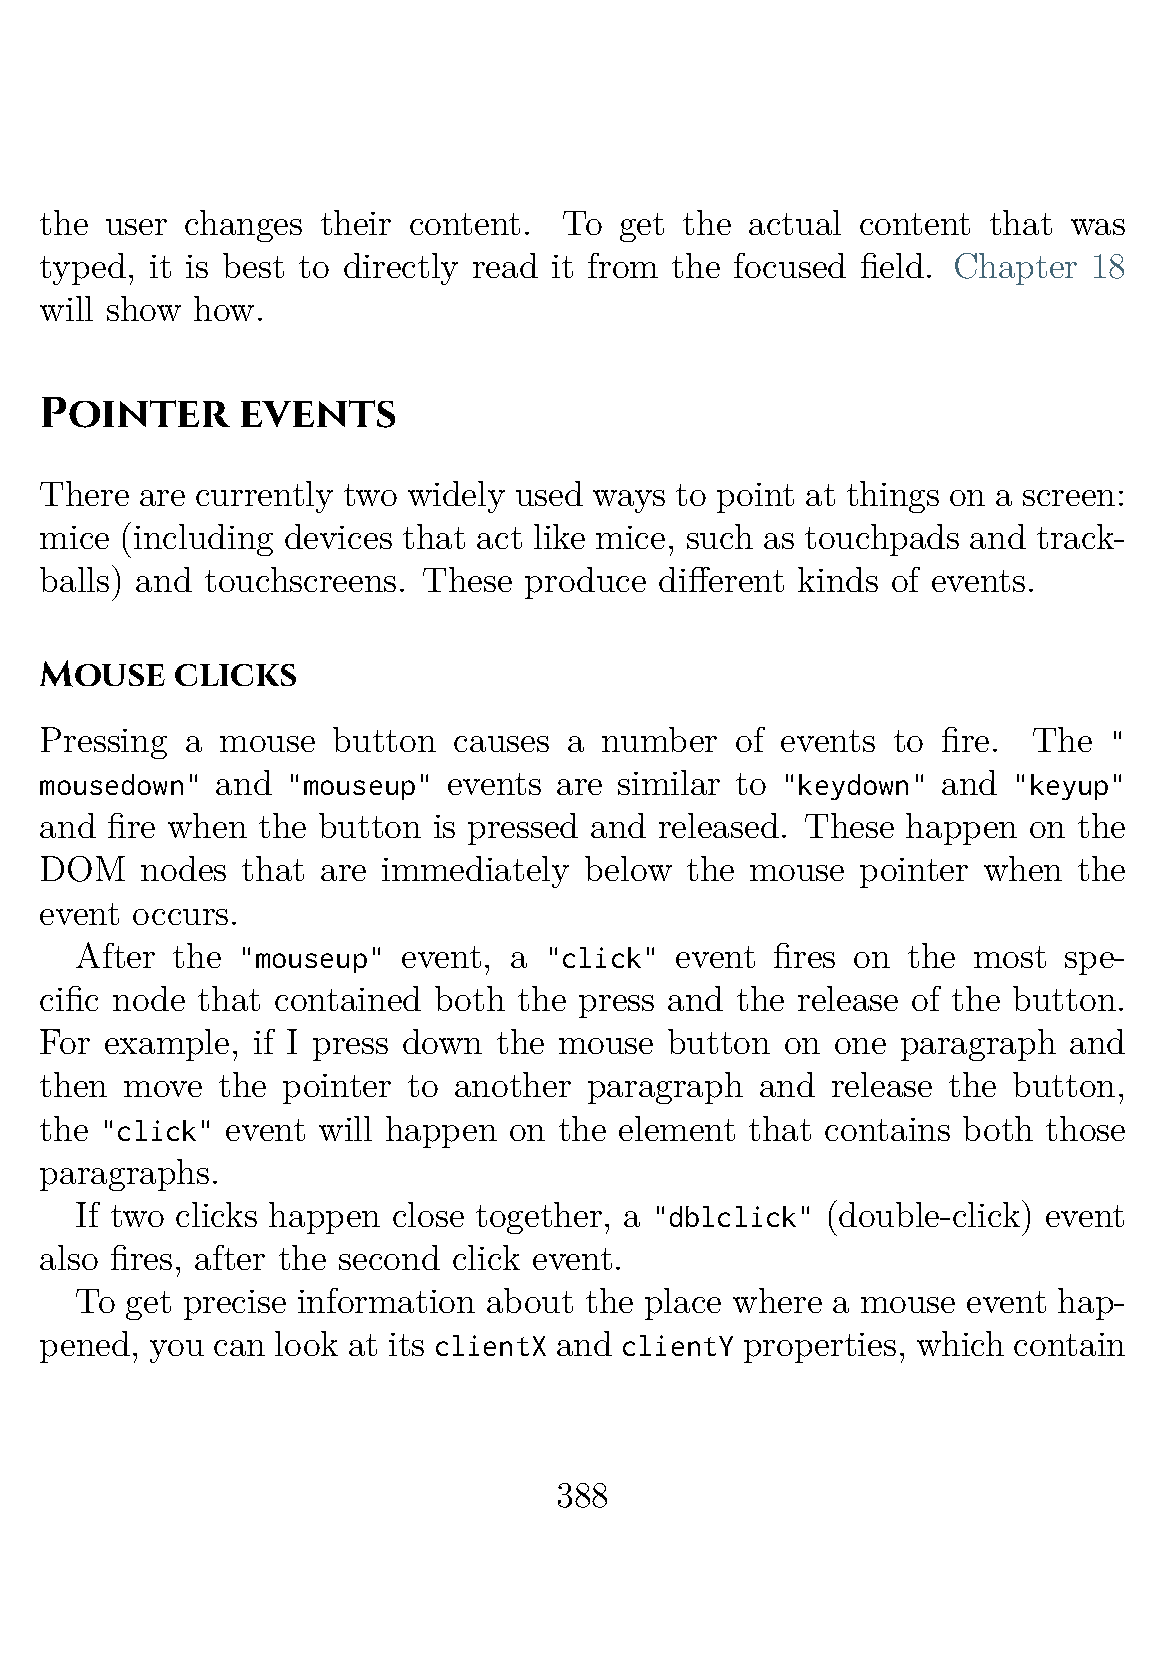 the user changes their content. To get the actual content that was
typed, it is best to directly read it from the focused field. Chapter 18
will show how.
Pointer events
There are currently two widely used ways to point at things on a screen:
mice (including devices that act like mice, such as touchpads and track-
balls) and touchscreens. These produce different kinds of events.
Mouse clicks
Pressing a mouse button causes a number of events to fire. The "
mousedown" and "mouseup" events are similar to "keydown" and "keyup"
and fire when the button is pressed and released. These happen on the
DOM nodes that are immediately below the mouse pointer when the
event occurs.
After the "mouseup" event, a "click" event fires on the most spe-
cific node that contained both the press and the release of the button.
For example, if I press down the mouse button on one paragraph and
then move the pointer to another paragraph and release the button,
the "click" event will happen on the element that contains both those
paragraphs.
If two clicks happen close together, a "dblclick" (double-click) event
also fires, after the second click event.
To get precise information about the place where a mouse event hap-
pened, you can look at its clientX and clientY properties, which contain
388